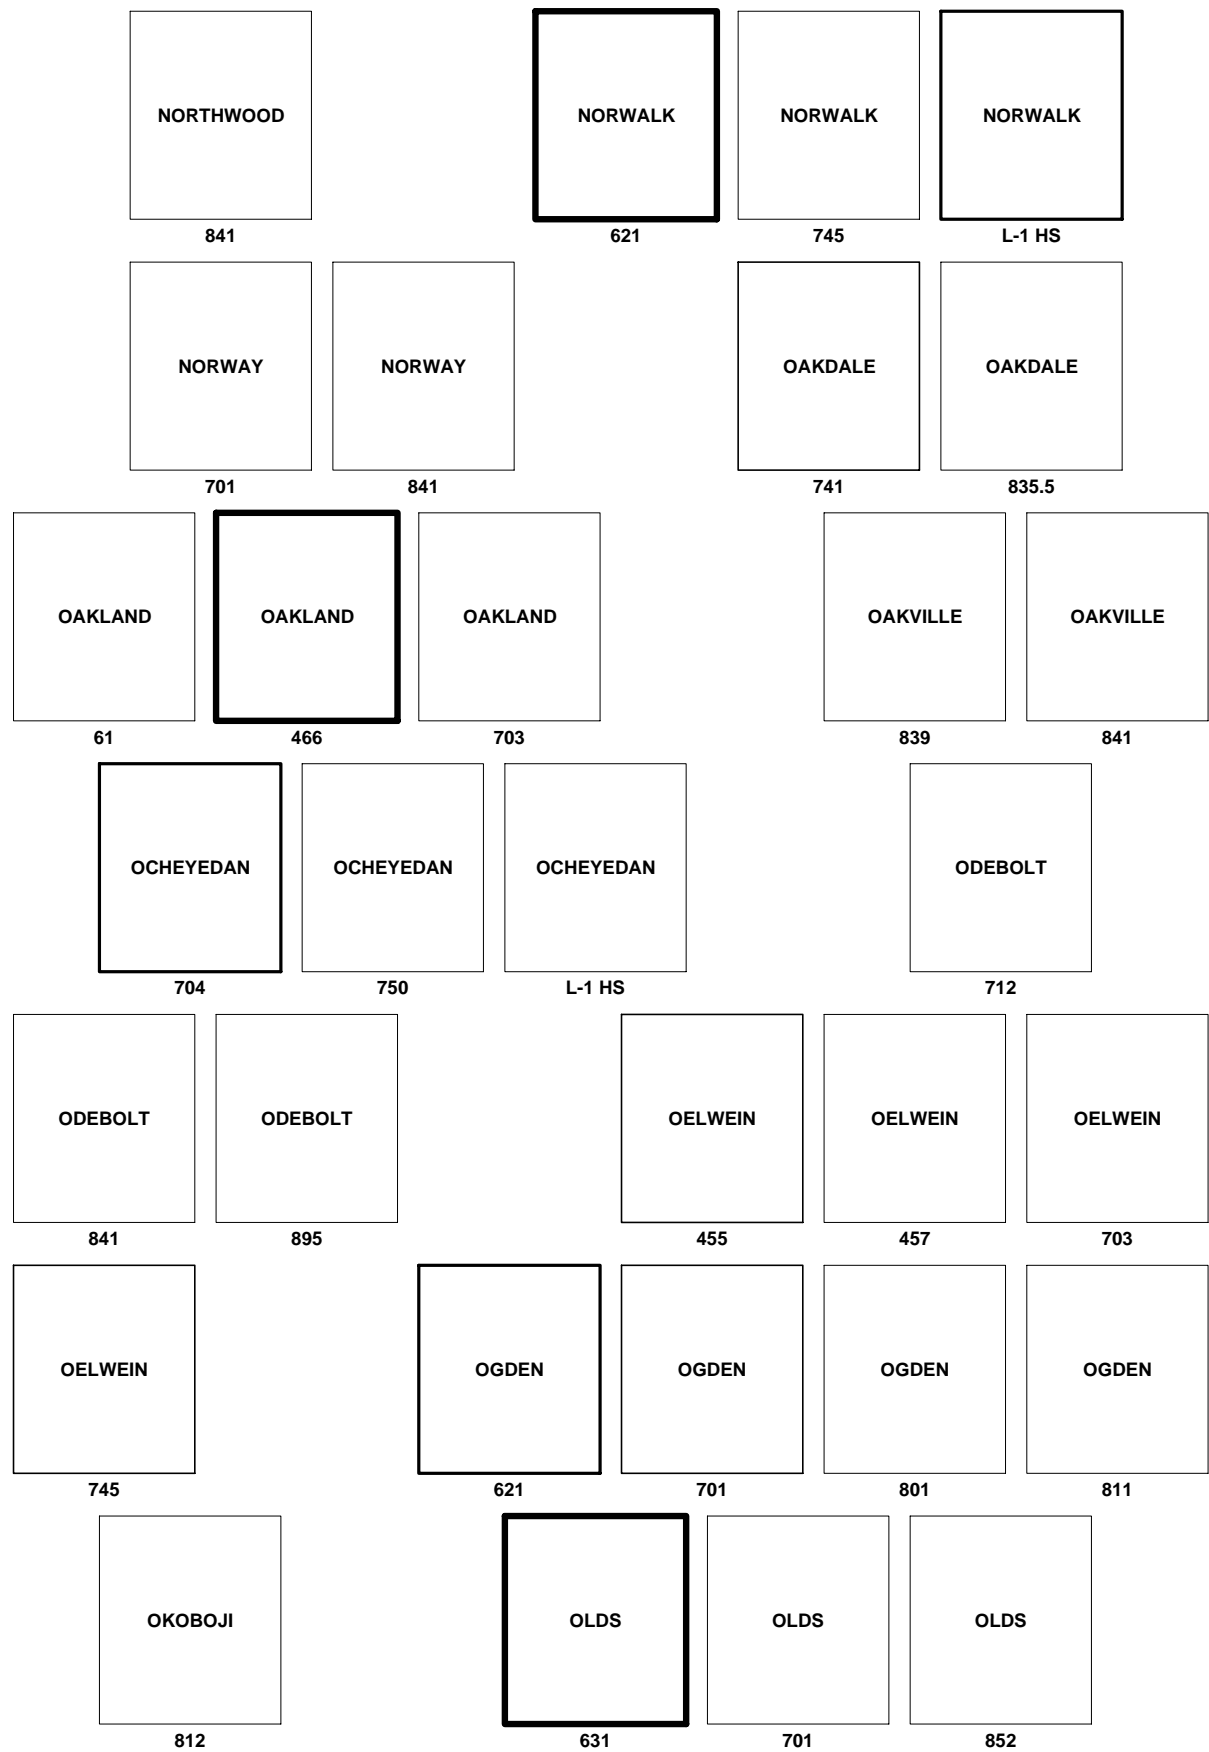 NORTHWOOD NORWALK NORWALK NORWALK
841 621 745 L-1 HS
NORWAY NORWAY OAKDALE OAKDALE
701 841 741 835.5
OAKLAND OAKLAND OAKLAND OAKVILLE OAKVILLE
61 466 703 839 841
OCHEYEDAN OCHEYEDAN OCHEYEDAN ODEBOLT
704 750 L-1 HS 712
ODEBOLT ODEBOLT OELWEIN OELWEIN OELWEIN
841 895 455 457 703
OELWEIN OGDEN OGDEN OGDEN OGDEN
745 621 701 801 811
OKOBOJI OLDS OLDS OLDS
812 631 701 852